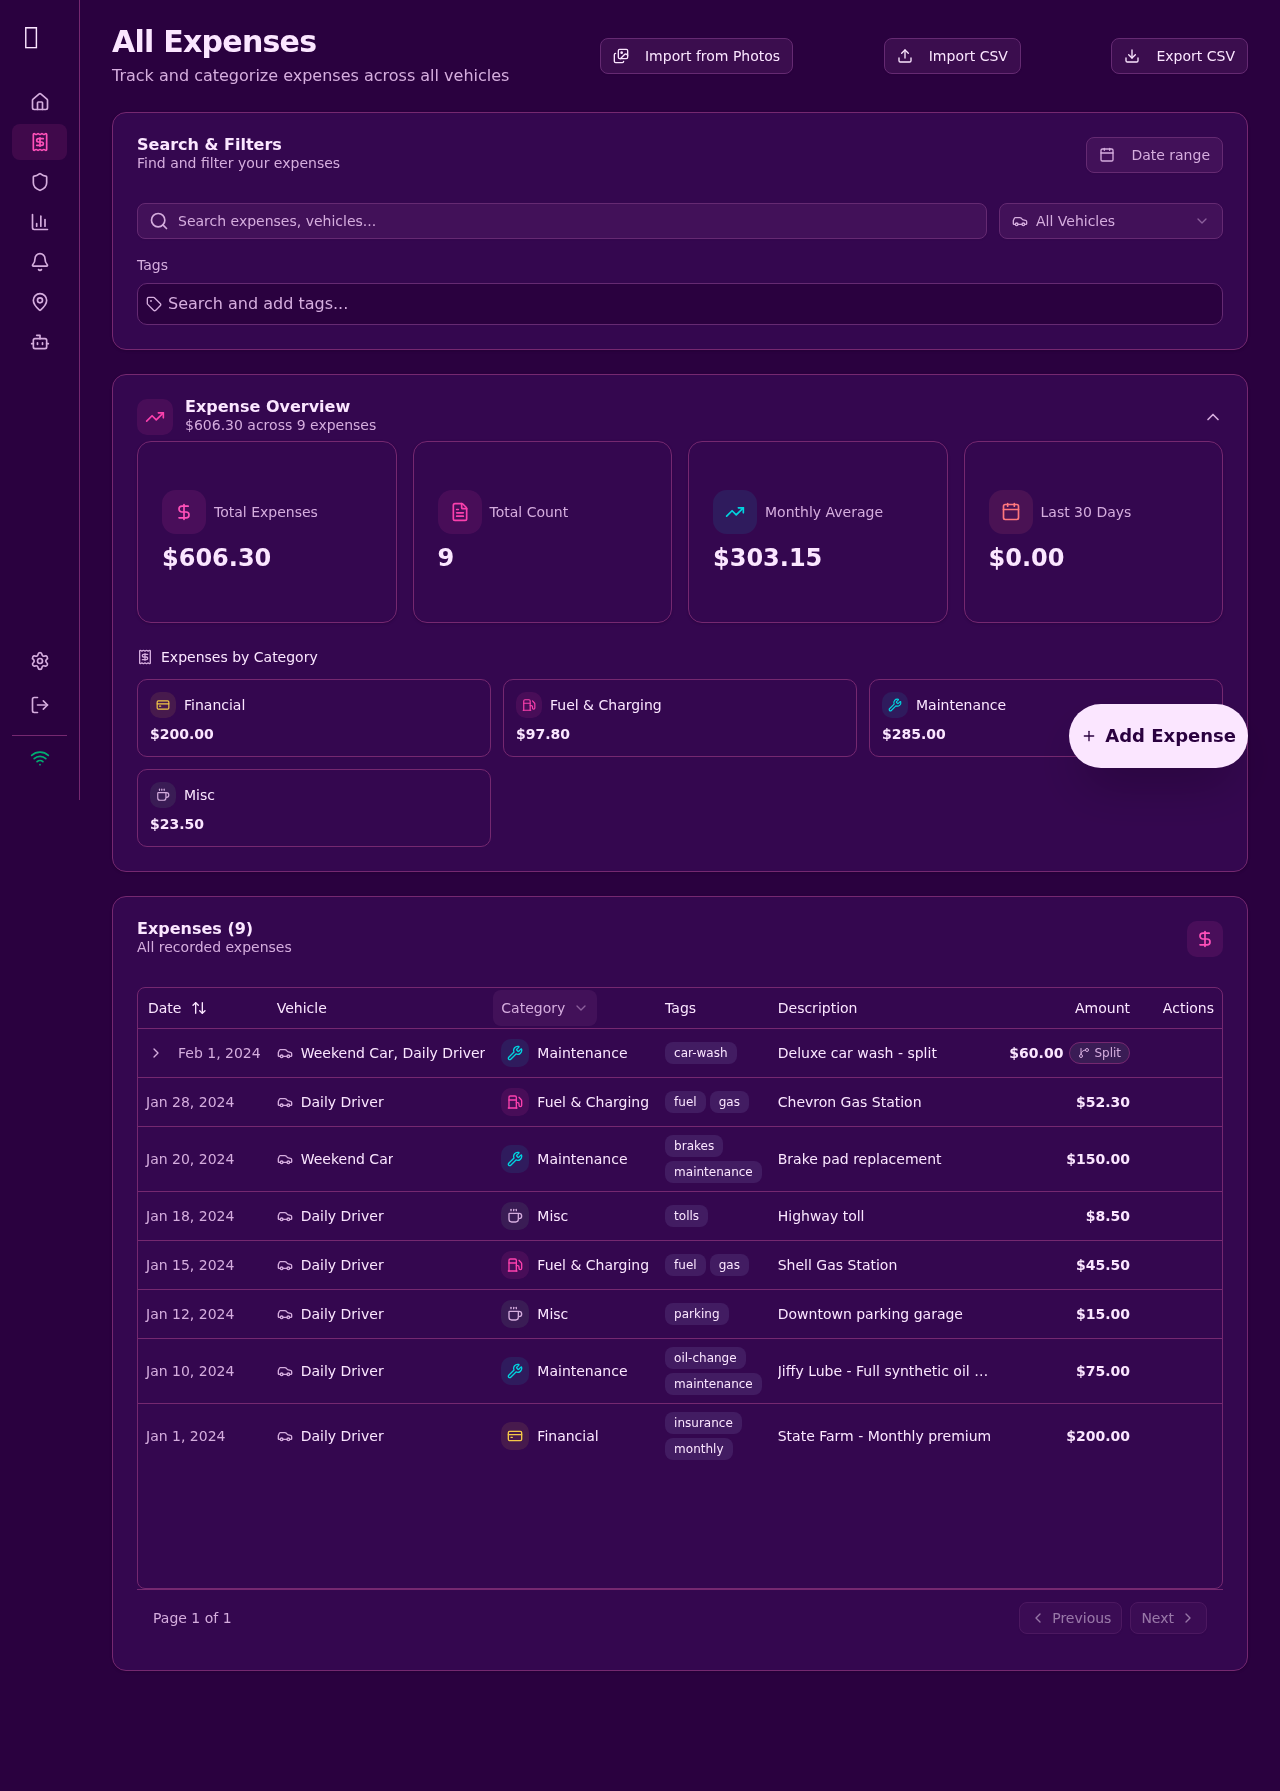 All Expenses
Track and categorize expenses across all vehicles
Import from Photos
Import CSV
Export CSV
Search & Filters
Find and filter your expenses
Date range
Search expenses, vehicles...
All Vehicles
Tags
Search and add tags...
Expense Overview
$606.30 across 9 expenses
Total Expenses
$606.30
Total Count
9
Monthly Average
$303.15
Last 30 Days
$0.00
Expenses by Category
Financial
$200.00
Fuel & Charging
$97.80
Maintenance
$285.00
Add Expense
Misc
$23.50
Expenses (9)
All recorded expenses
Date Vehicle Category Tags Description Amount Actions
Feb 1, 2024 Weekend Car, Daily Driver Maintenance car-wash Deluxe car wash - split $60.00 Split
Jan 28, 2024 Daily Driver Fuel & Charging fuel gas Chevron Gas Station $52.30
Jan 20, 2024 Weekend Car Maintenance brakes maintenance Brake pad replacement $150.00
Jan 18, 2024 Daily Driver Misc tolls Highway toll $8.50
Jan 15, 2024 Daily Driver Fuel & Charging fuel gas Shell Gas Station $45.50
Jan 12, 2024 Daily Driver Misc parking Downtown parking garage $15.00
Jan 10, 2024 Daily Driver Maintenance oil-change maintenance Jiffy Lube - Full synthetic oil ... $75.00
Jan 1, 2024 Daily Driver Financial insurance monthly State Farm - Monthly premium $200.00
Page 1 of 1
Previous
Next